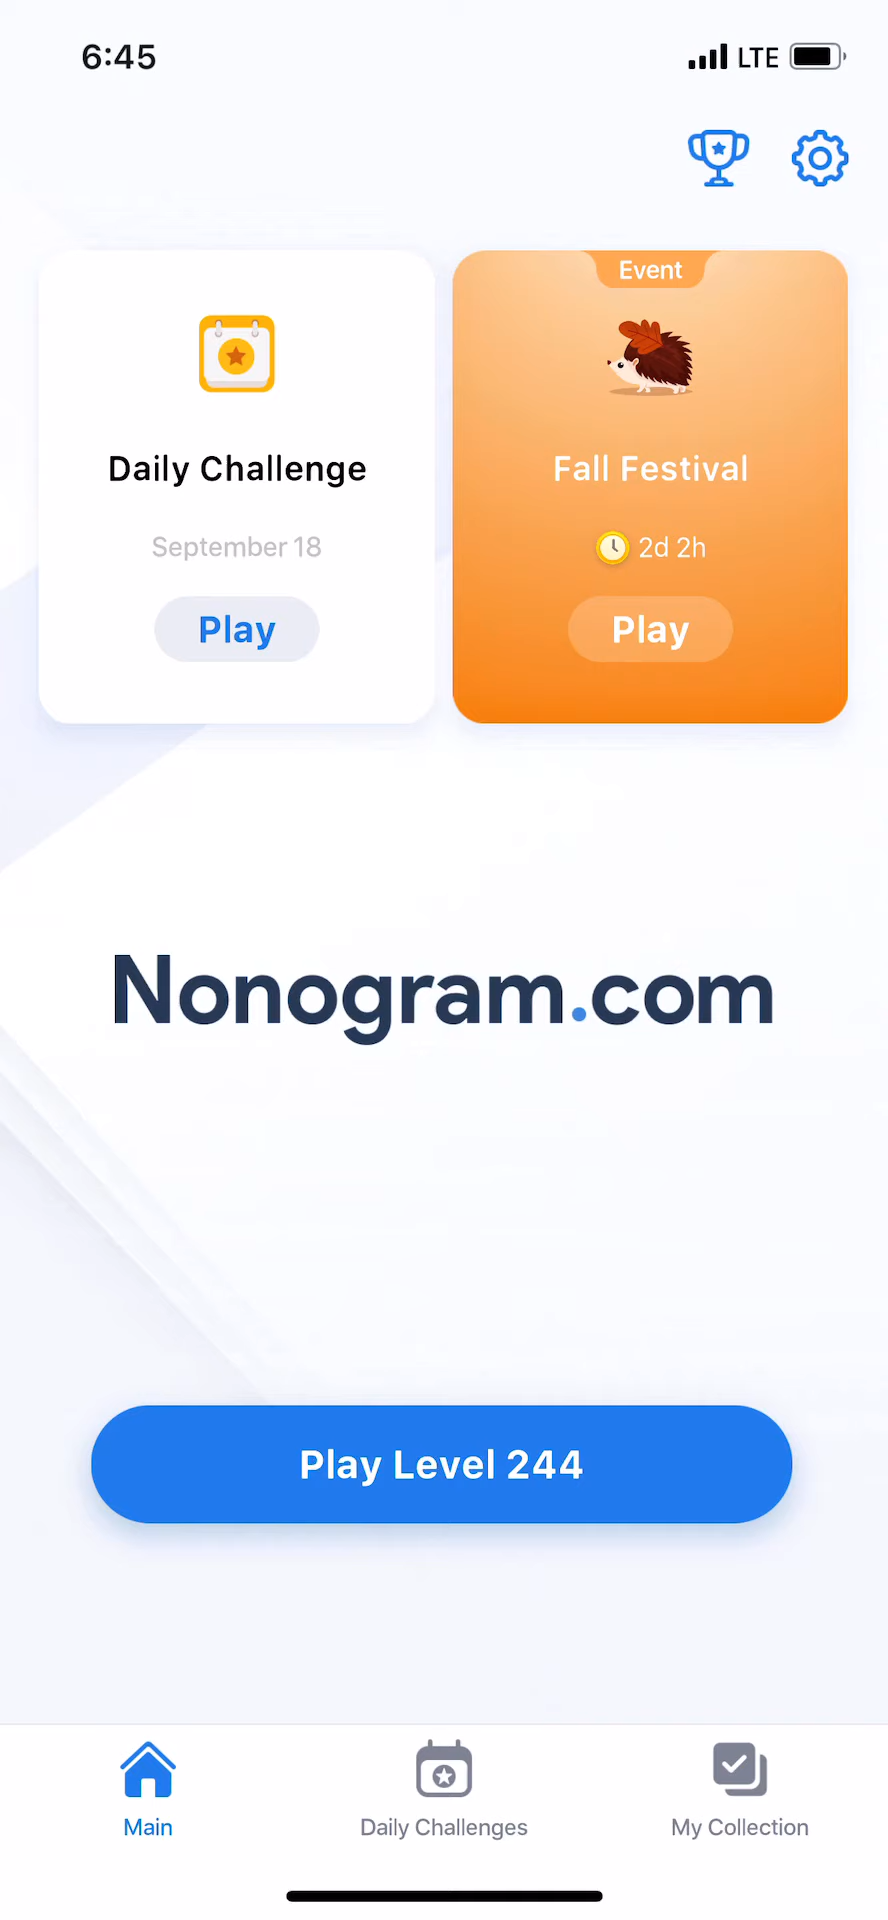 6:45
LTE
Event
Daily Challenge
Fall Festival
September 18
2d 2h
Play
Play
Nonogram.com
Play Level 244
Main
Daily Challenges
My Collection